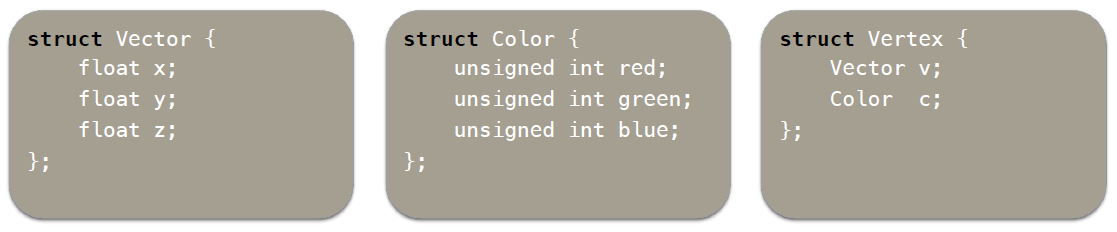 struct Vector {
    float x;
    float y;
    float z;
};
struct Color {
    unsigned int red;
    unsigned int green;
    unsigned int blue;
};
struct Vertex {
    Vector v;
    Color  c;
};